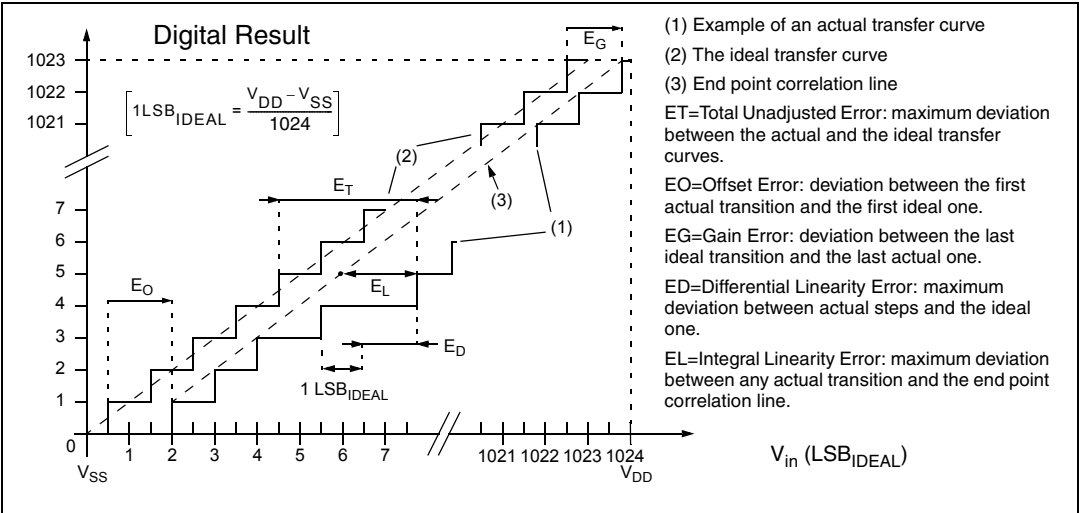 Digital Result
1023
1022
1021
7
6
5
4
3
2
1
0
[1LSB_IDEAL = V_DD – V_SS / 1024]
E_G
(2)
E_T
(3)
(1)
E_O
E_L
E_D
1 LSB_IDEAL
1 2 3 4 5 6 7 1021 1022 1023 1024
V_SS
V_DD
V_in (LSB_IDEAL)
(1) Example of an actual transfer curve
(2) The ideal transfer curve
(3) End point correlation line
ET=Total Unadjusted Error: maximum deviation
between the actual and the ideal transfer
curves.
EO=Offset Error: deviation between the first
actual transition and the first ideal one.
EG=Gain Error: deviation between the last
ideal transition and the last actual one.
ED=Differential Linearity Error: maximum
deviation between actual steps and the ideal
one.
EL=Integral Linearity Error: maximum deviation
between any actual transition and the end point
correlation line.